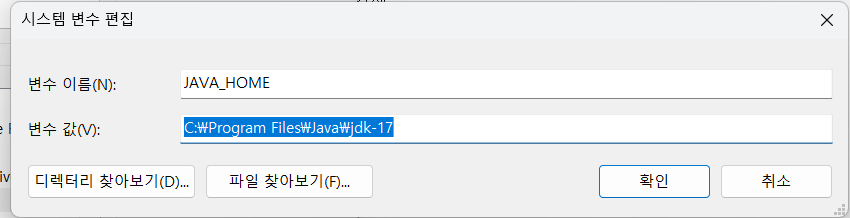 시스템 변수 편집
변수 이름(N):
JAVA_HOME
변수 값(V):
C:₩Program Files₩Java₩jdk-17
디렉터리 찾아보기(D)...
파일 찾아보기(F)...
확인
취소